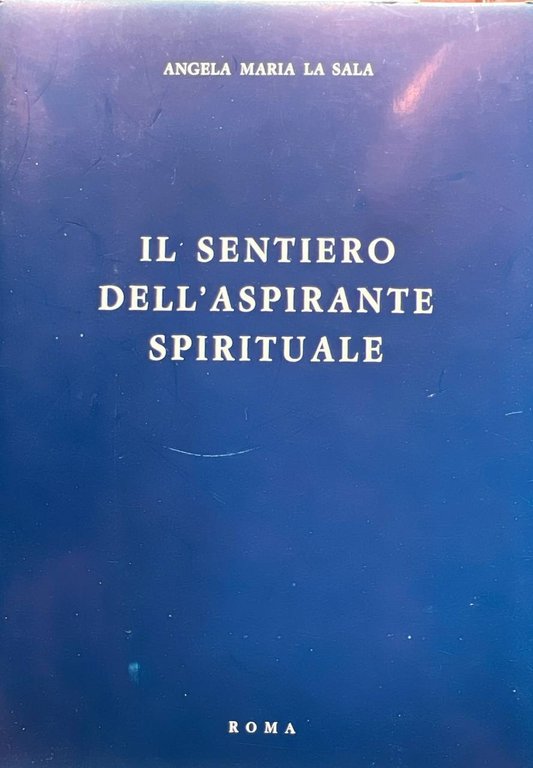 ANGELA MARIA LA SALA
IL SENTIERO
DELL'ASPIRANTE
SPIRITUALE
ROMA